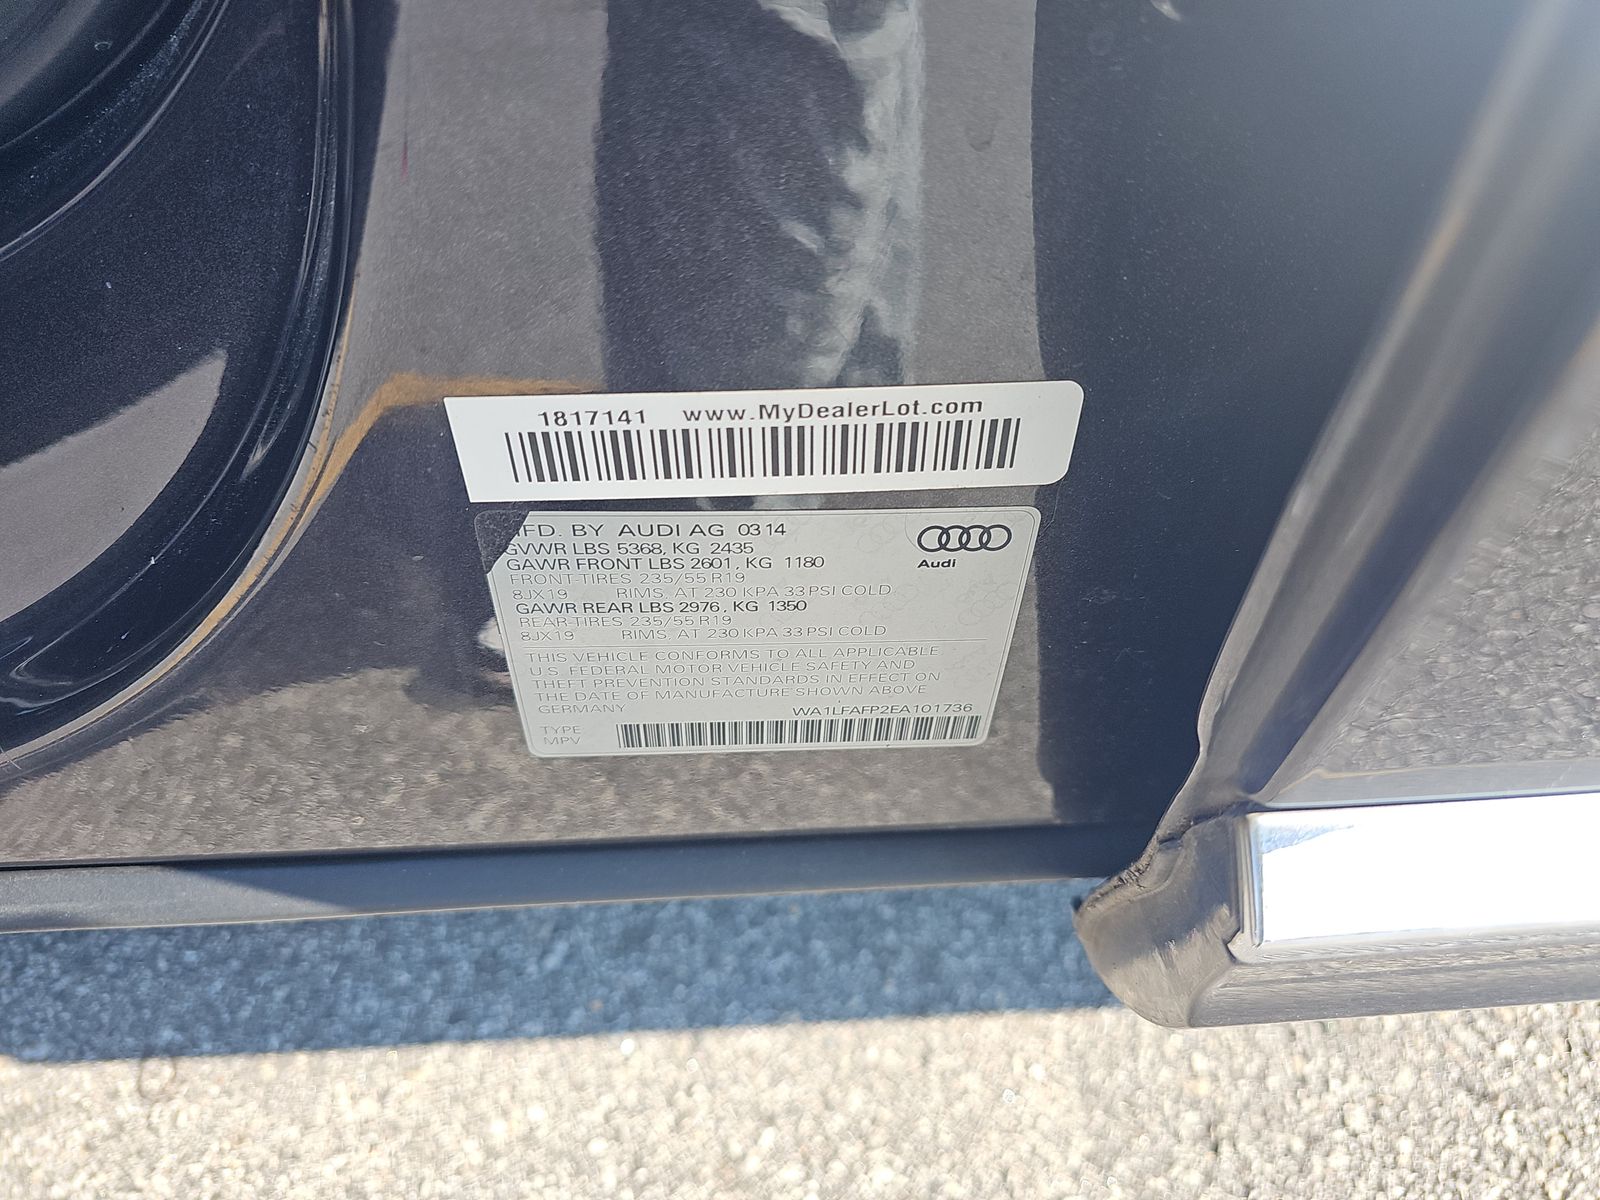 1817141 www.MyDealerLot.com
MFD. BY AUDI AG 03 14
GVWR LBS 5368, KG 2435
GAWR FRONT LBS 2601, KG 1180
FRONT-TIRES 235/55 R19
8JX19 RIMS, AT 230 KPA 33 PSI COLD
GAWR REAR LBS 2976, KG 1350
REAR-TIRES 235/55 R19
8JX19 RIMS, AT 230 KPA 33 PSI COLD
Audi
THIS VEHICLE CONFORMS TO ALL APPLICABLE
U.S. FEDERAL MOTOR VEHICLE SAFETY AND
THEFT PREVENTION STANDARDS IN EFFECT ON
THE DATE OF MANUFACTURE SHOWN ABOVE
GERMANY WA1LFAFP2EA101736
TYPE
MPV